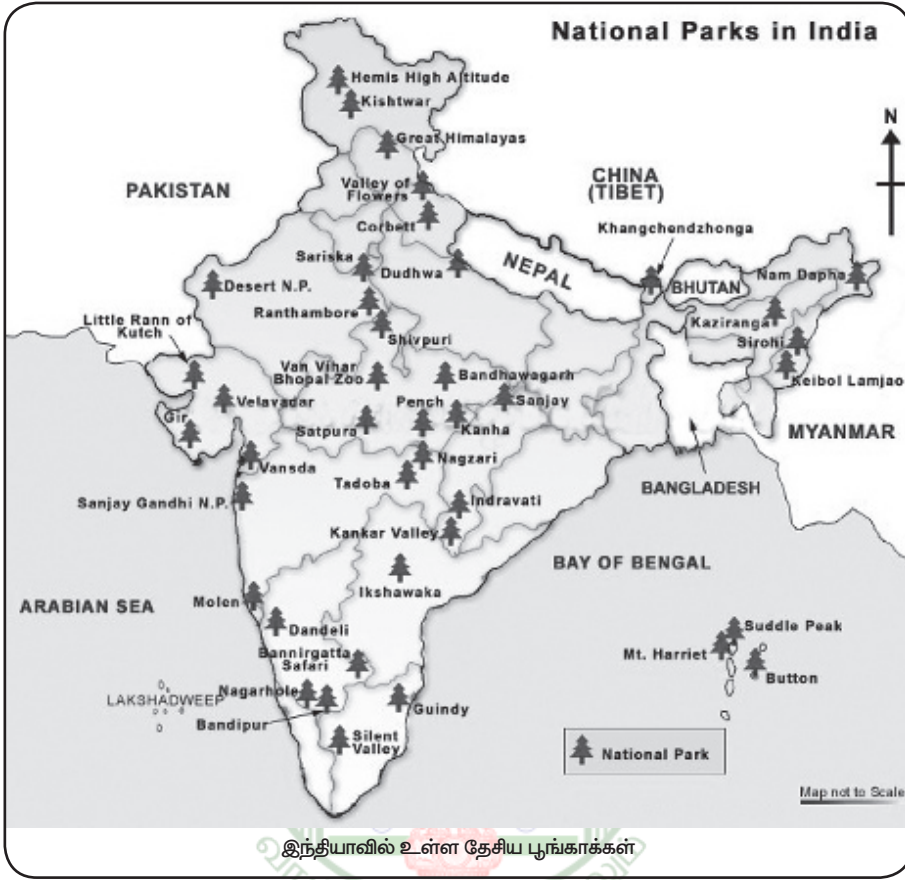 National Parks in India
Hemis High Altitude
Kishtwar
Great Himalayas
N
PAKISTAN
Valley of
Flowers
CHINA
(TIBET)
Corbett
Khangchendzhonga
Sariska
Dudhwa
NEPAL
BHUTAN
Nam Dapha
Desert N.P.
Ranthambore
Little Rann of
Kutch
Kaziranga
Shivpuri
Sirohi
Van Vihar
Bhopal Zoo
Bandhawagarh
Keibol Lamjao
Velavadar
Pench
Sanjay
Gir
Satpura
Kanha
MYANMAR
Vansda
Nagzari
Tadoba
BANGLADESH
Sanjay Gandhi N.P.
Indravati
Kankar Valley
BAY OF BENGAL
Ikshawaka
ARABIAN SEA
Molen
Dandeli
Suddle Peak
Bannirgatta
Safari
Mt. Harriet
Button
LAKSHADWEEP
Nagarhole
Guindy
Bandipur
Silent
Valley
National Park
Map not to Scale
இந்தியாவில் உள்ள தேசிய பூங்காக்கள்